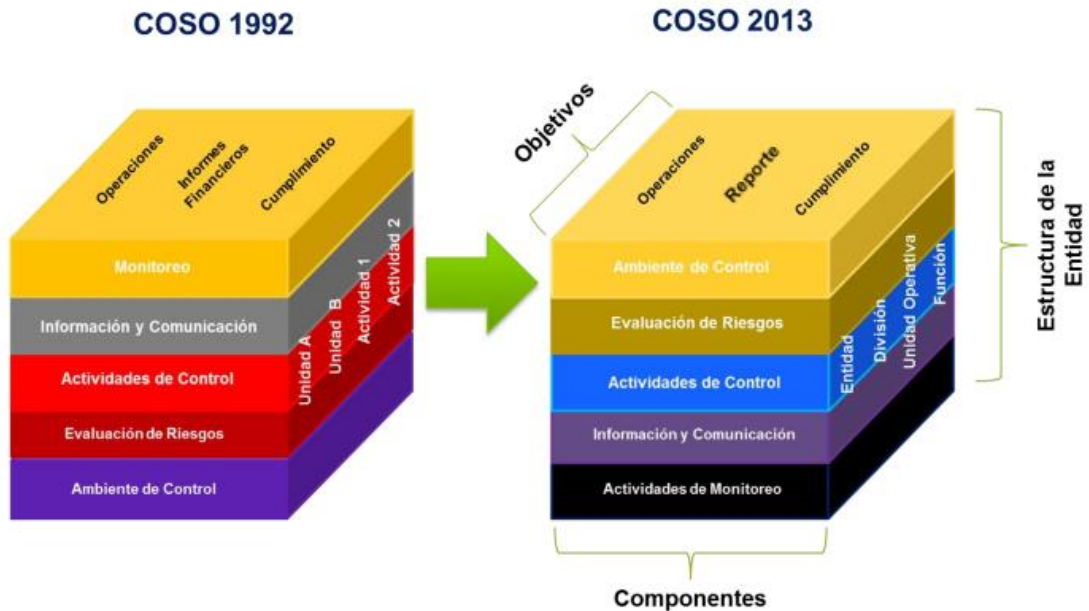 COSO 1992
Operaciones
Informes
Financieros
Cumplimiento
Monitoreo
Información y Comunicación
Actividades de Control
Evaluación de Riesgos
Ambiente de Control
Unidad A
Unidad B
Actividad 1
Actividad 2
COSO 2013
Objetivos
Operaciones
Reporte
Cumplimiento
Ambiente de Control
Evaluación de Riesgos
Actividades de Control
Información y Comunicación
Actividades de Monitoreo
Entidad
División
Unidad Operativa
Función
Estructura de la
Entidad
Componentes